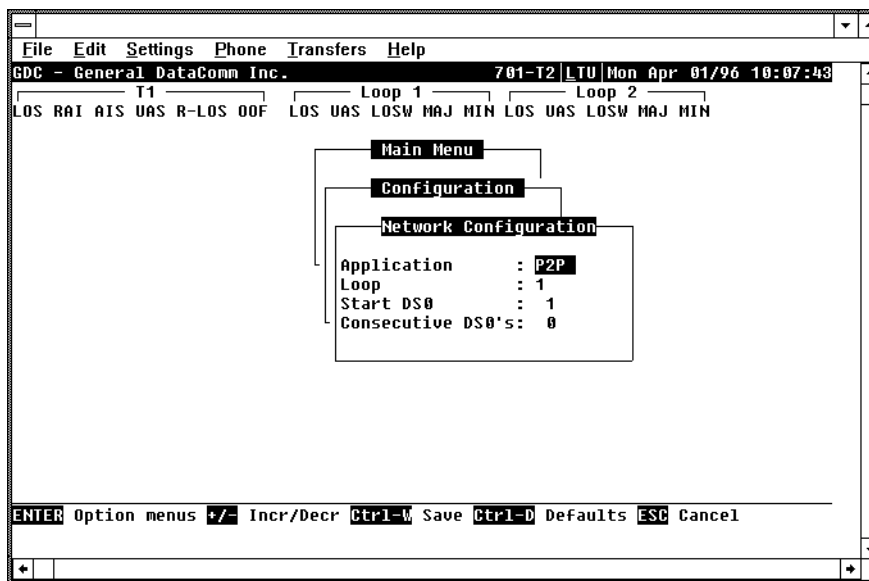 File Edit Settings Phone Transfers Help
GDC - General DataComm Inc. 701-T2 LTU Mon Apr 01/96 10:07:43
T1 Loop 1 Loop 2
LOS RAI AIS UAS R-LOS OOF LOS UAS LOSW MAJ MIN LOS UAS LOSW MAJ MIN
Main Menu
Configuration
Network Configuration
Application : P2P
Loop : 1
Start DS0 : 1
Consecutive DS0's: 0
ENTER Option menus +/- Incr/Decr Ctrl-W Save Ctrl-D Defaults ESC Cancel